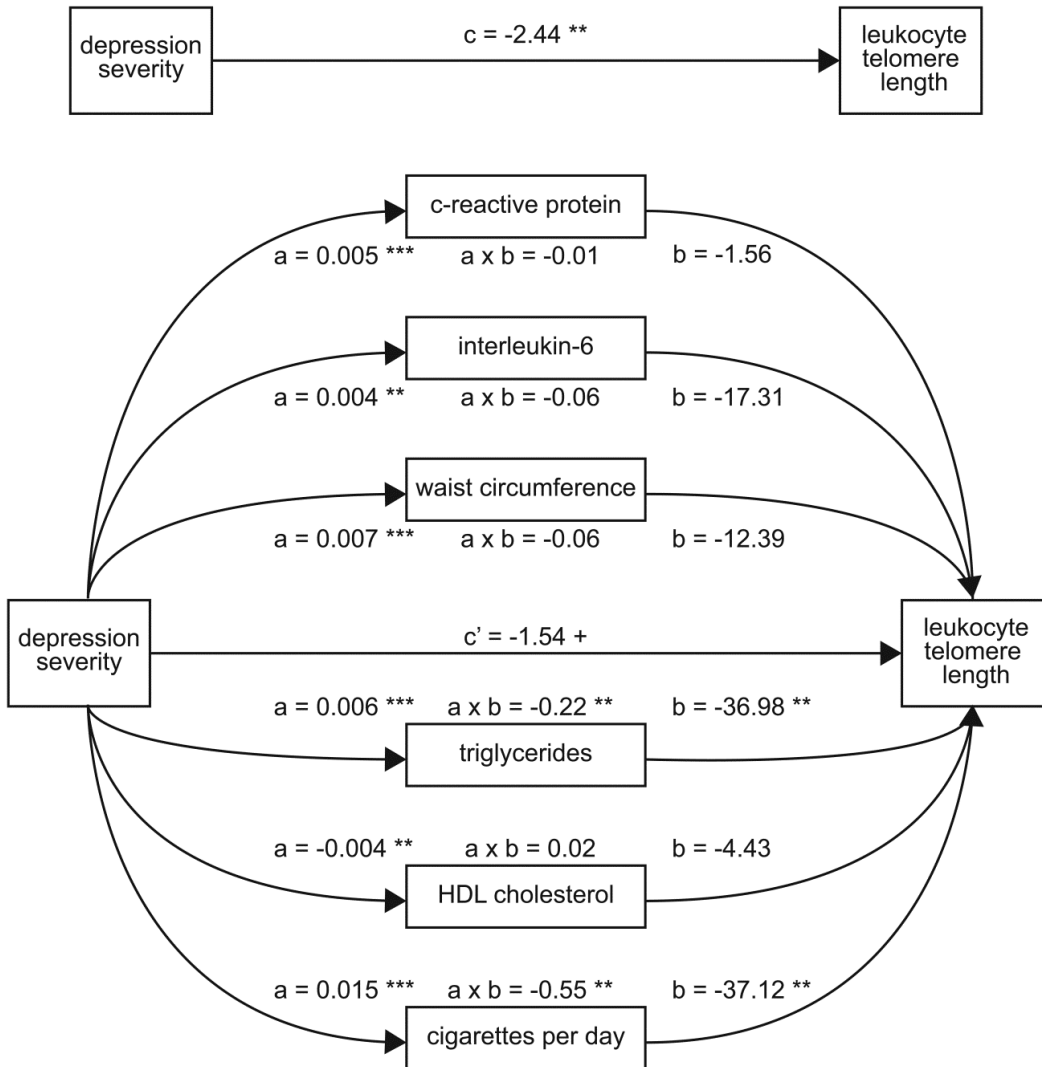 depression
severity
c = -2.44 **
leukocyte
telomere
length
c-reactive protein
a = 0.005 ***
a x b = -0.01
b = -1.56
interleukin-6
a = 0.004 **
a x b = -0.06
b = -17.31
waist circumference
a = 0.007 ***
a x b = -0.06
b = -12.39
depression
severity
c’ = -1.54 +
leukocyte
telomere
length
a = 0.006 ***
a x b = -0.22 **
b = -36.98 **
triglycerides
a = -0.004 **
a x b = 0.02
b = -4.43
HDL cholesterol
a = 0.015 ***
a x b = -0.55 **
b = -37.12 **
cigarettes per day